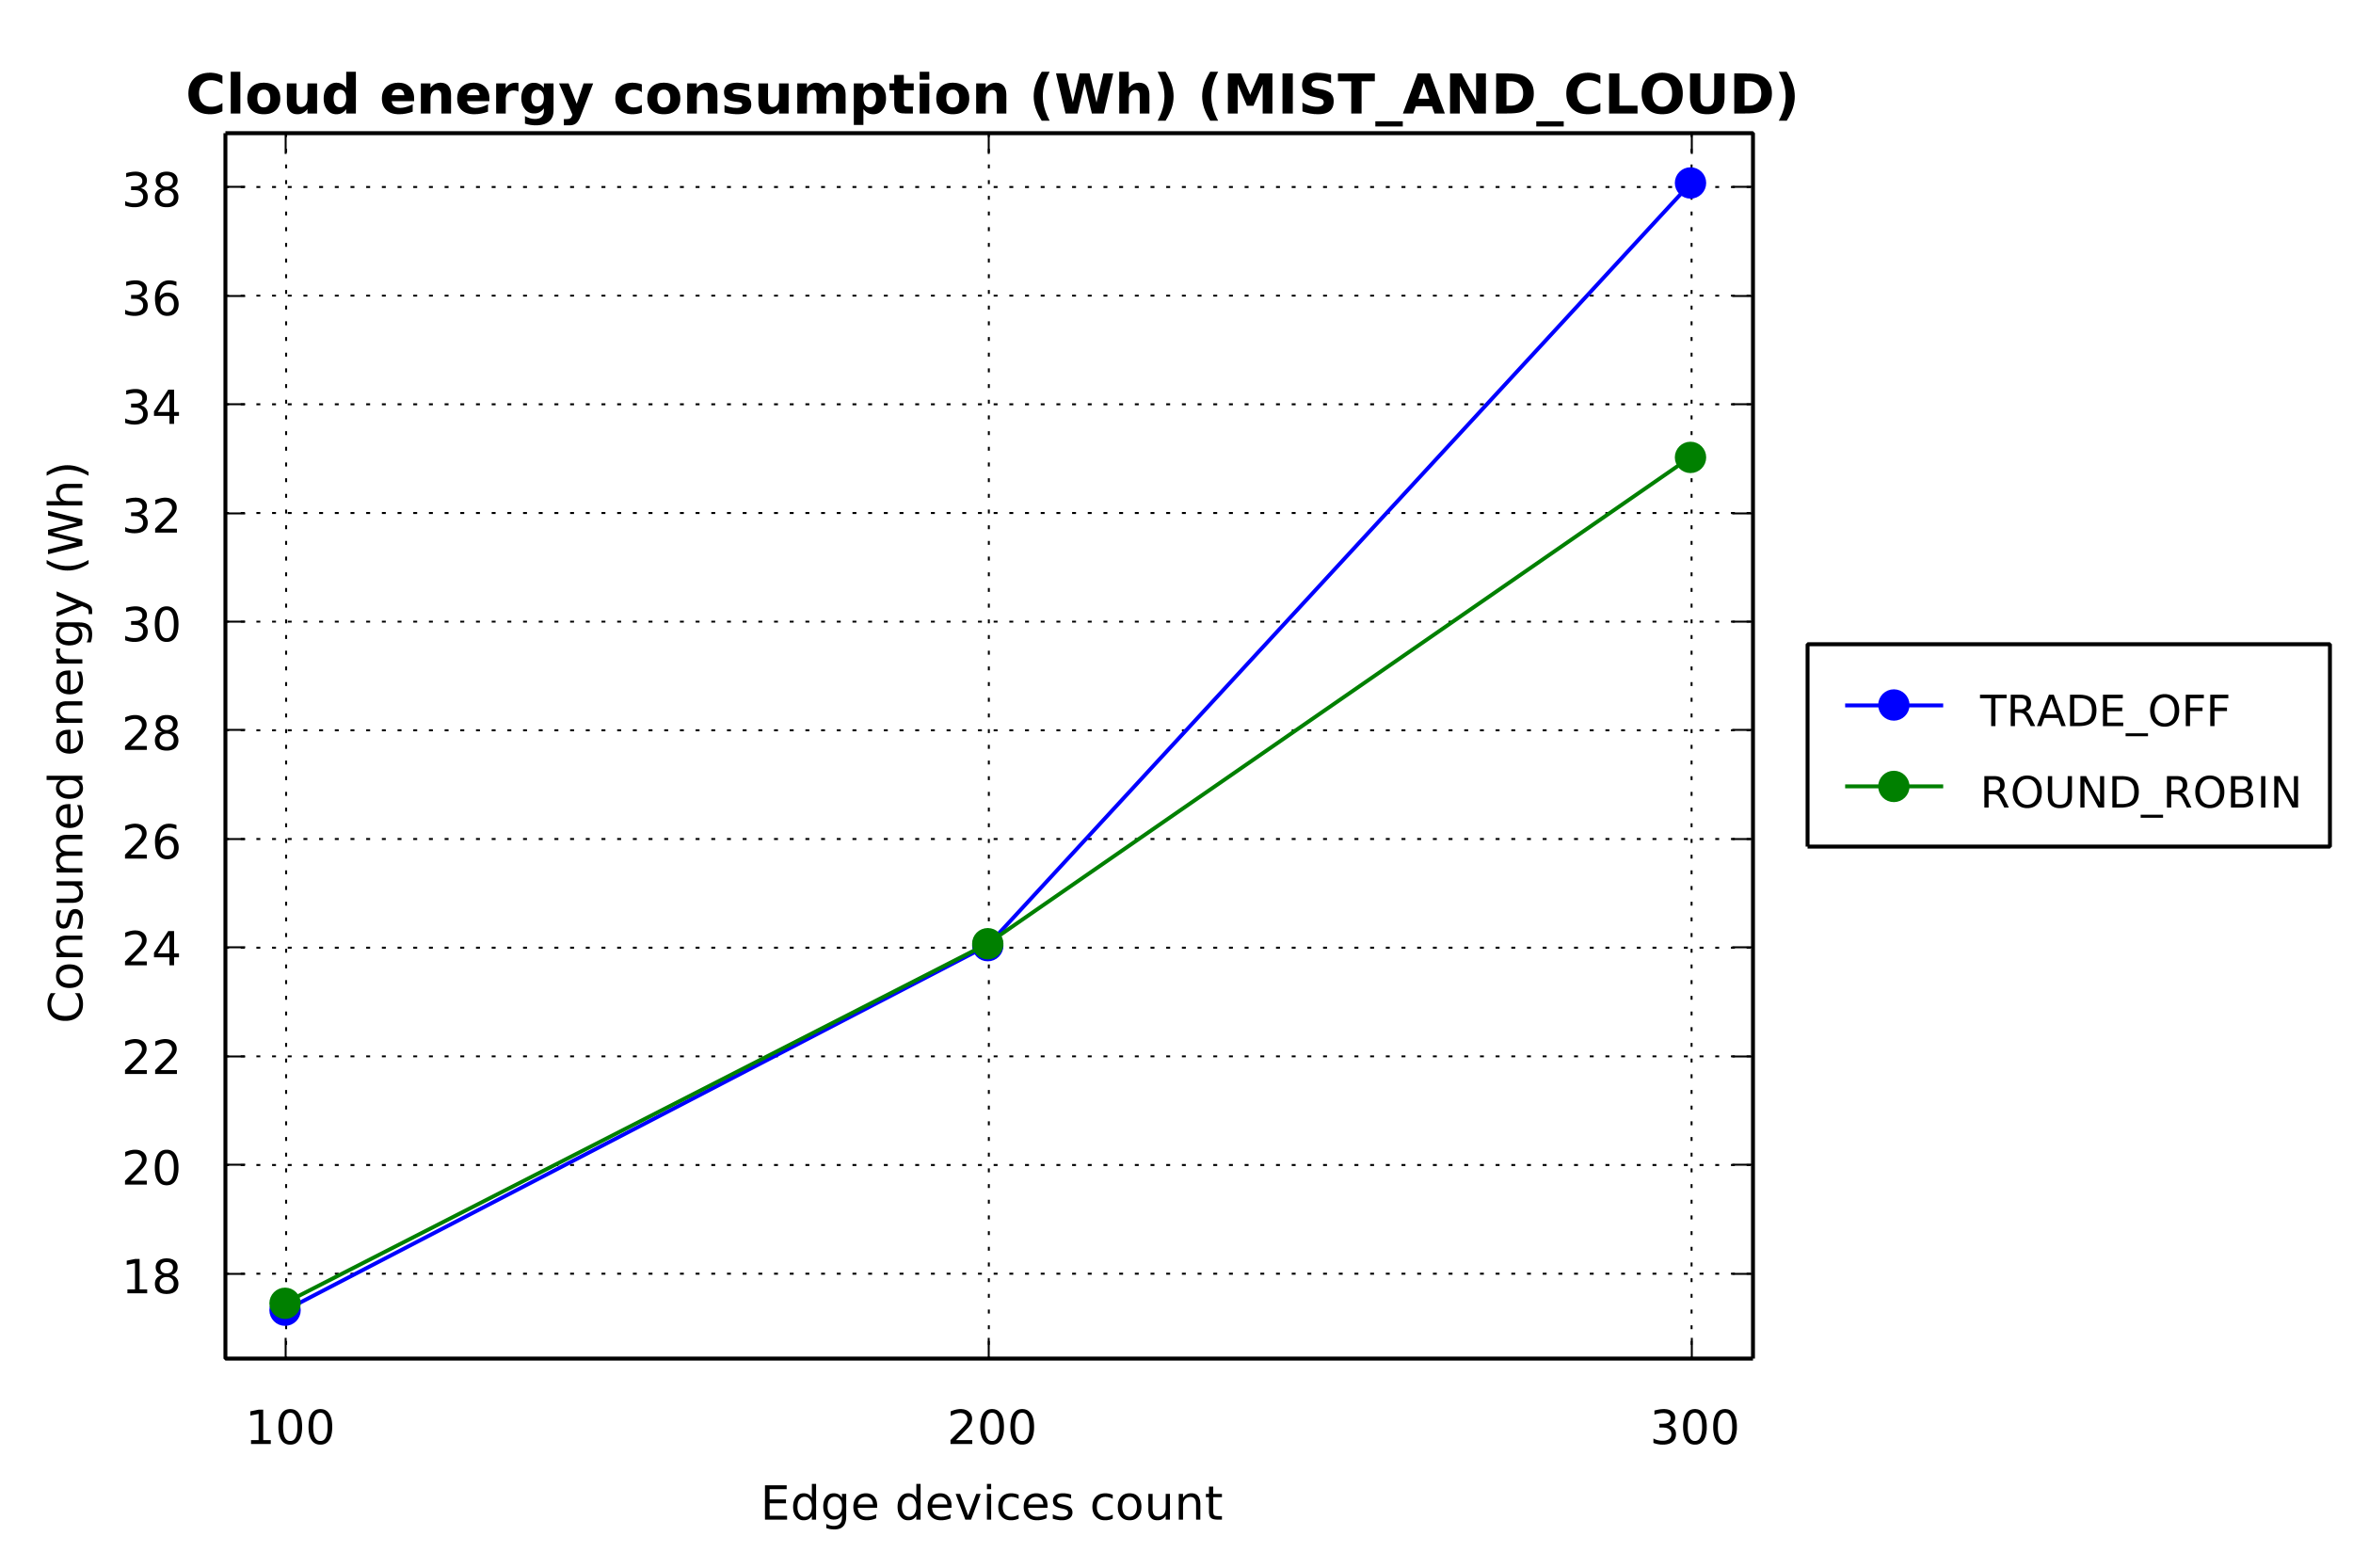 Cloud energy consumption (Wh) (MIST_AND_CLOUD)
Consumed energy (Wh)
38
36
34
32
30
28
26
24
22
20
18
100 200 300
Edge devices count
TRADE_OFF
ROUND_ROBIN